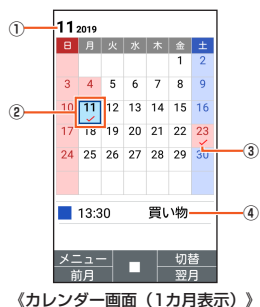 ①
11 2019
日 月 火 水 木 金 土
1 2
3 4 5 6 7 8 9
②
10 11 12 13 14 15 16
17 18 19 20 21 22 23
③
24 25 26 27 28 29 30
13:30 買い物
④
メニュー 切替
前月 翌月
《カレンダー画面（1カ月表示）》